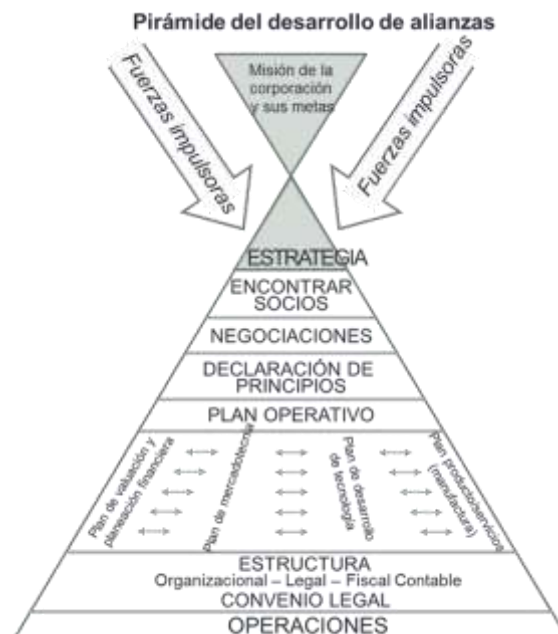 Pirámide del desarrollo de alianzas
Misión de la
corporación
y sus metas
Fuerzas impulsoras
Fuerzas impulsoras
ESTRATEGIA
ENCONTRAR
SOCIOS
NEGOCIACIONES
DECLARACIÓN DE
PRINCIPIOS
PLAN OPERATIVO
Plan de valuación y
planeación financiera
Plan de mercadotecnia
Plan de desarrollo
de tecnología
Plan producto/servicios
(manufactura)
ESTRUCTURA
Organizacional – Legal – Fiscal Contable
CONVENIO LEGAL
OPERACIONES